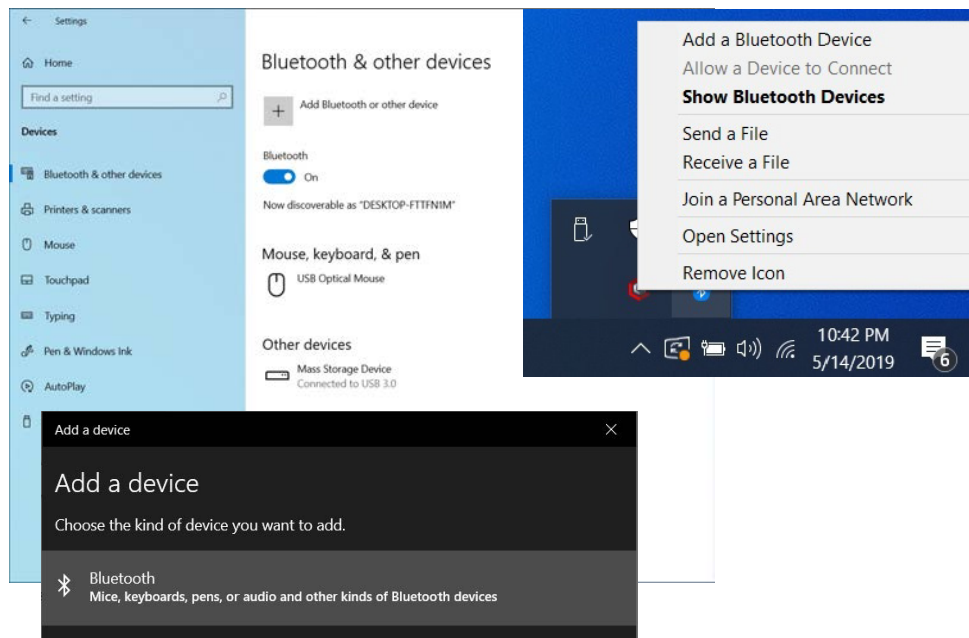 Settings
Home
Find a setting
Devices
Bluetooth & other devices
Printers & scanners
Mouse
Touchpad
Typing
Pen & Windows Ink
AutoPlay
Bluetooth & other devices
Add Bluetooth or other device
Bluetooth
On
Now discoverable as "DESKTOP-FTTFN1M"
Mouse, keyboard, & pen
USB Optical Mouse
Other devices
Mass Storage Device
Connected to USB 3.0
Add a Bluetooth Device
Allow a Device to Connect
Show Bluetooth Devices
Send a File
Receive a File
Join a Personal Area Network
Open Settings
Remove Icon
10:42 PM
5/14/2019
6
Add a device
Add a device
Choose the kind of device you want to add.
Bluetooth
Mice, keyboards, pens, or audio and other kinds of Bluetooth devices